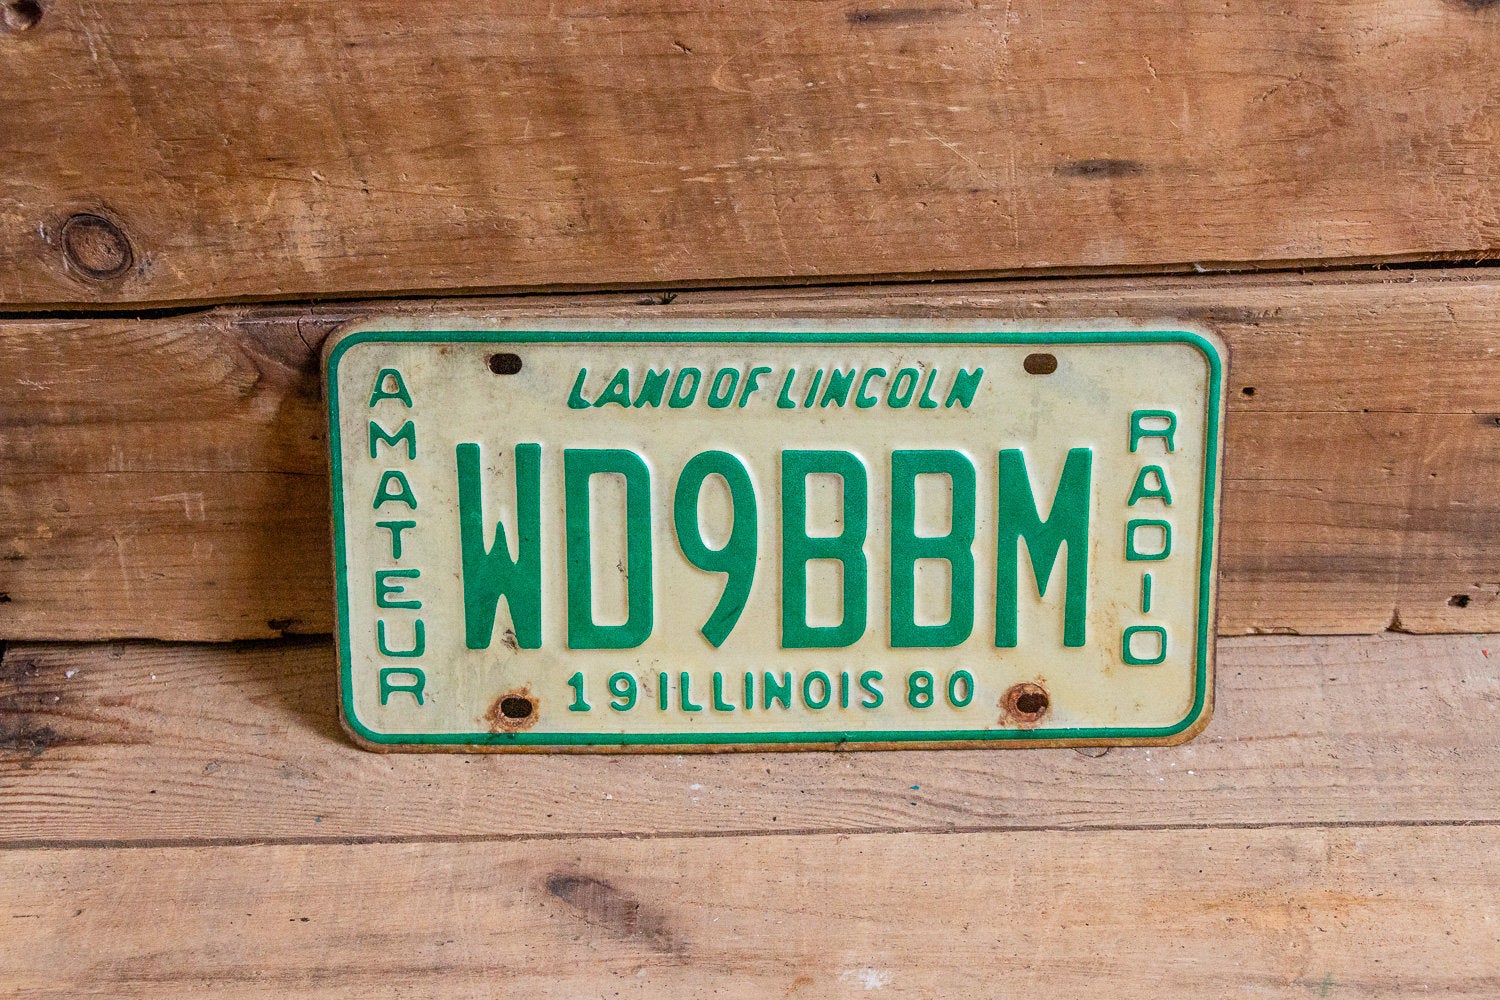 LAND OF LINCOLN
AMATEUR
WD9BBM
RADIO
19 ILLINOIS 80